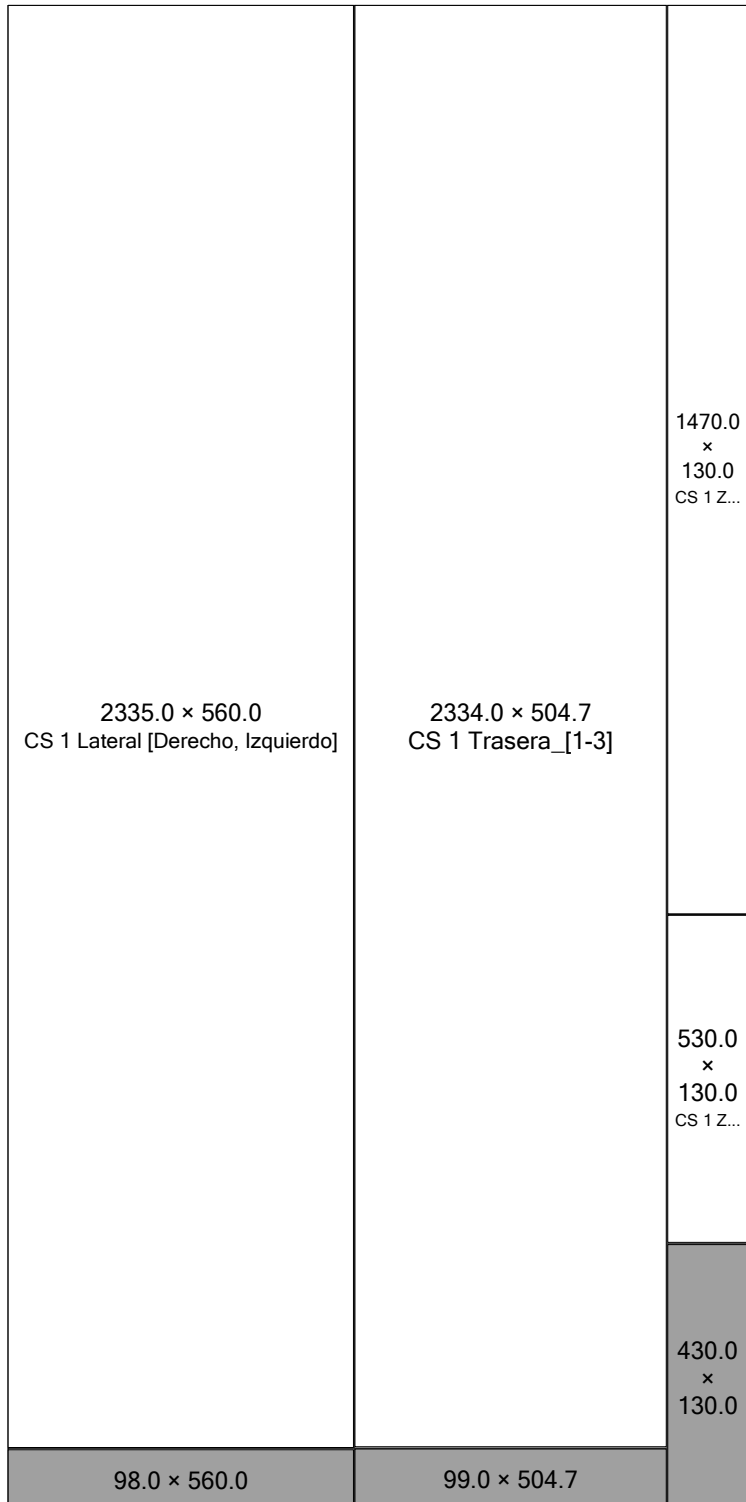 1470.0
×
130.0
CS 1 Z...
2335.0 × 560.0
CS 1 Lateral [Derecho, Izquierdo]
2334.0 × 504.7
CS 1 Trasera_[1-3]
530.0
×
130.0
CS 1 Z...
430.0
×
130.0
98.0 × 560.0
99.0 × 504.7